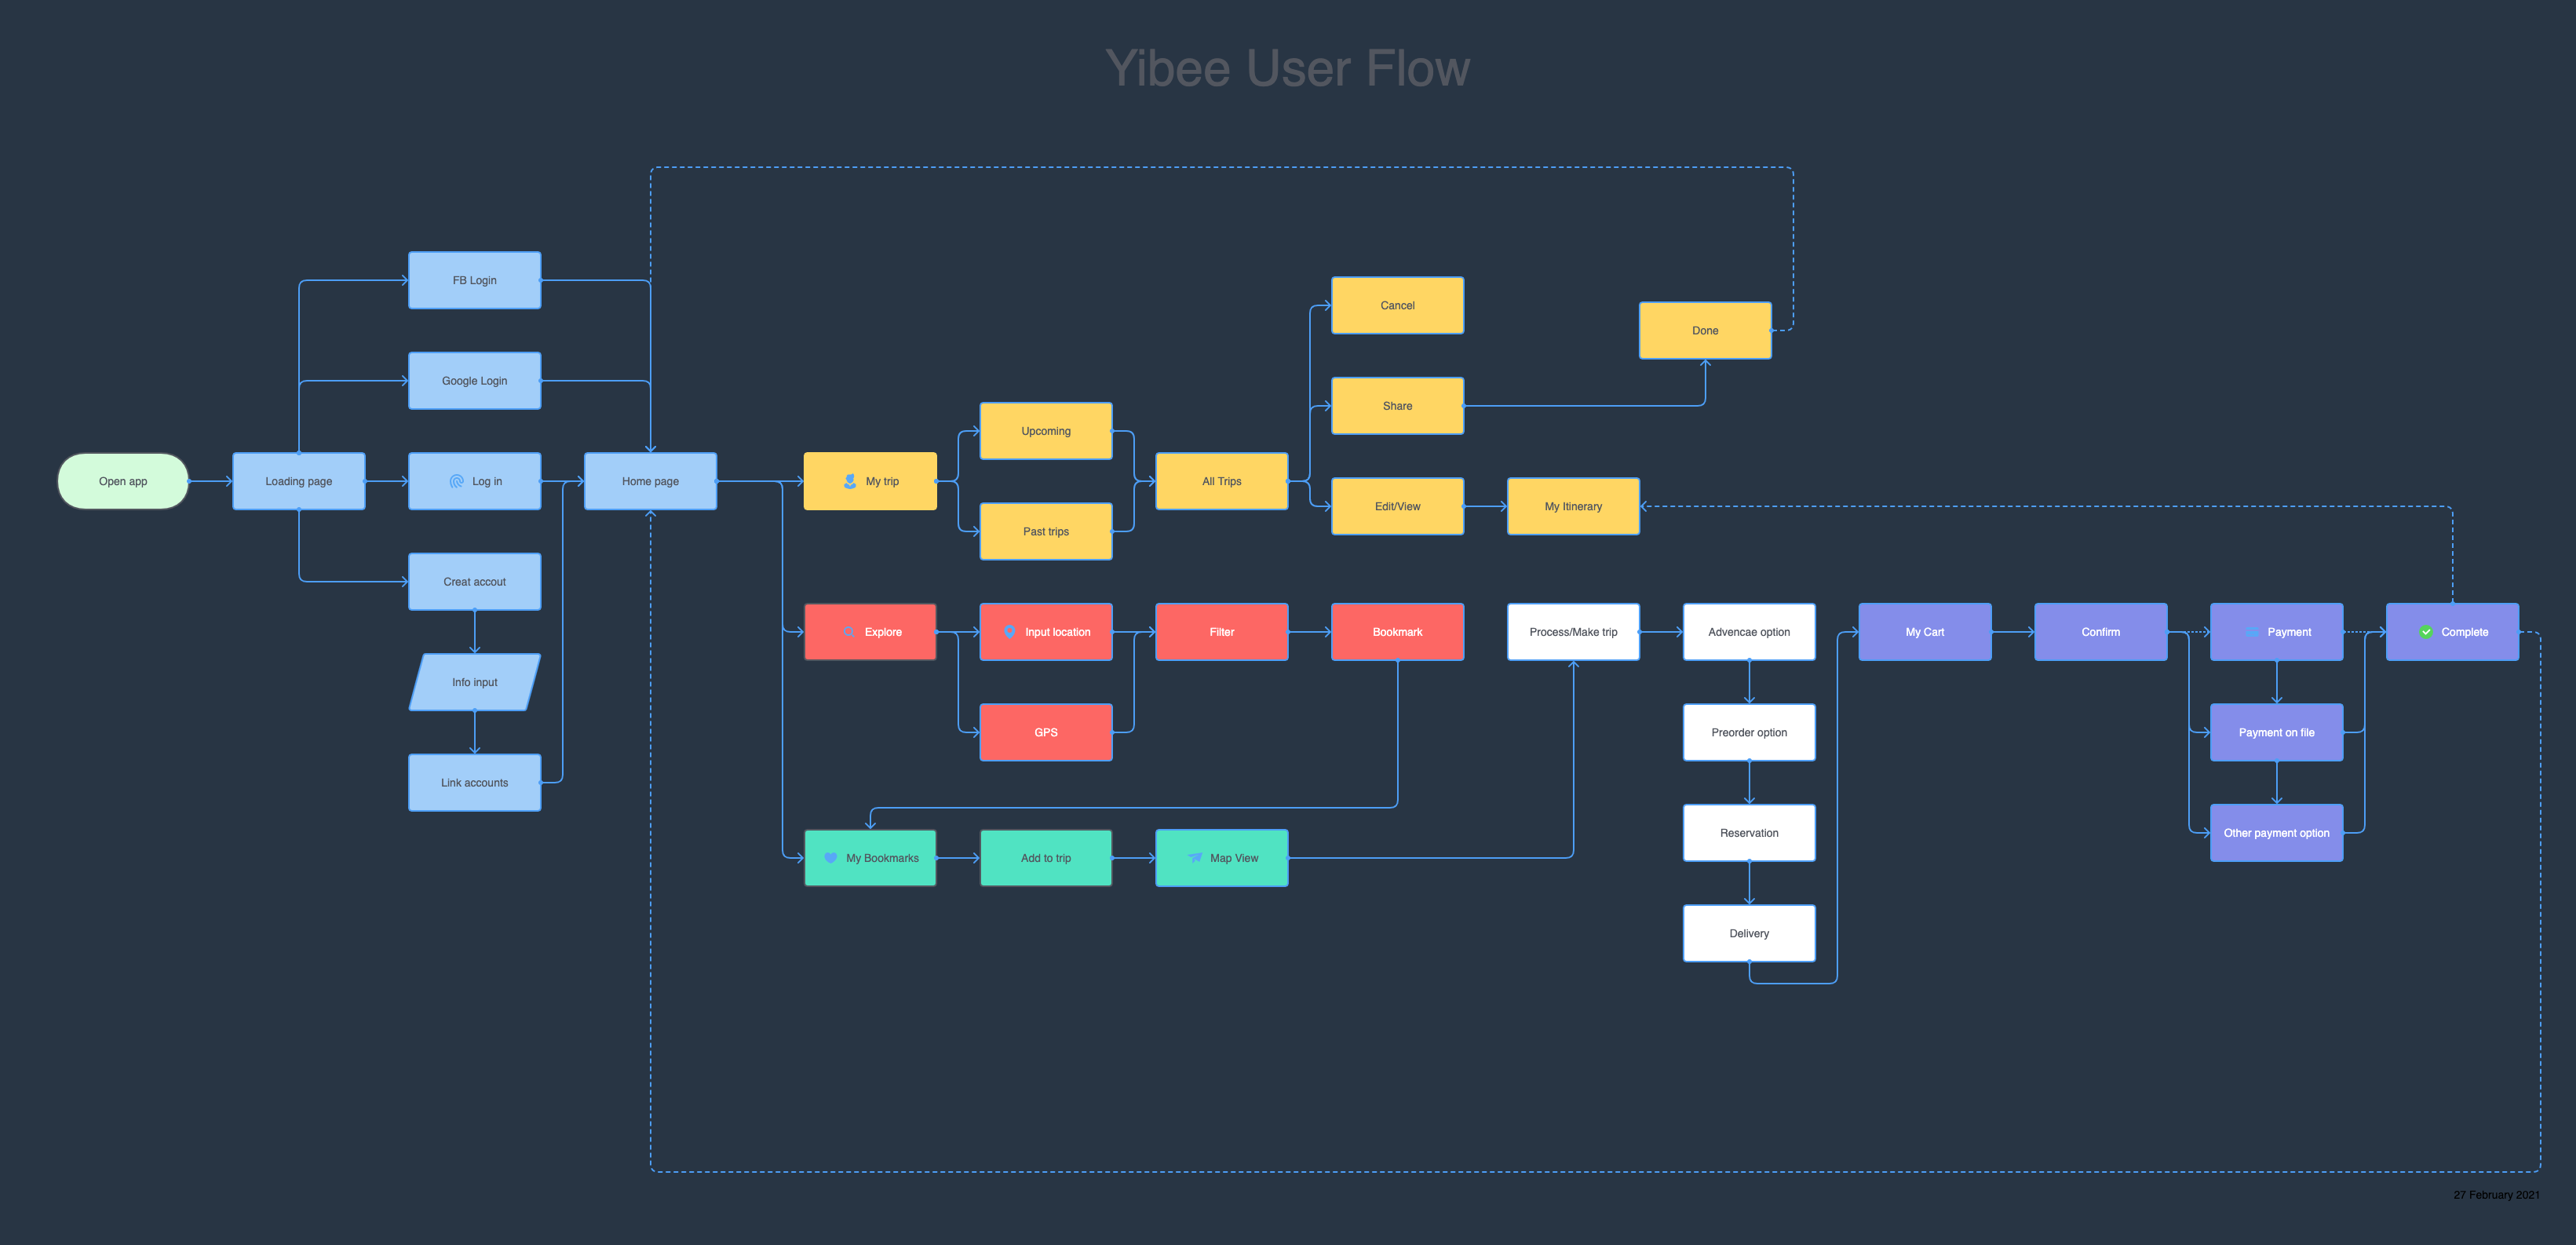 Yibee User Flow
FB Login
Cancel
Done
Google Login
Share
Upcoming
Open app
Loading page
Log in
Home page
My trip
All Trips
Edit/View
My Itinerary
Past trips
Creat accout
Explore
Input location
Filter
Bookmark
Process/Make trip
Advencae option
My Cart
Confirm
Payment
Complete
Info input
GPS
Preorder option
Payment on file
Link accounts
Reservation
Other payment option
My Bookmarks
Add to trip
Map View
Delivery
27 February 2021